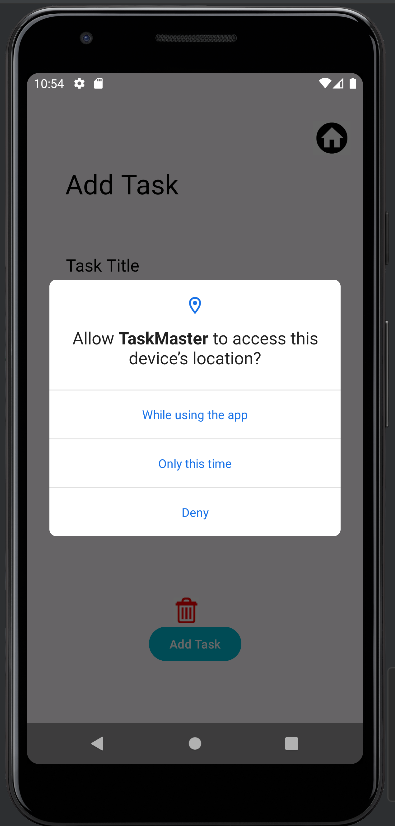 10:54
Add Task
Task Title
Allow TaskMaster to access this
device's location?
While using the app
Only this time
Deny
Add Task